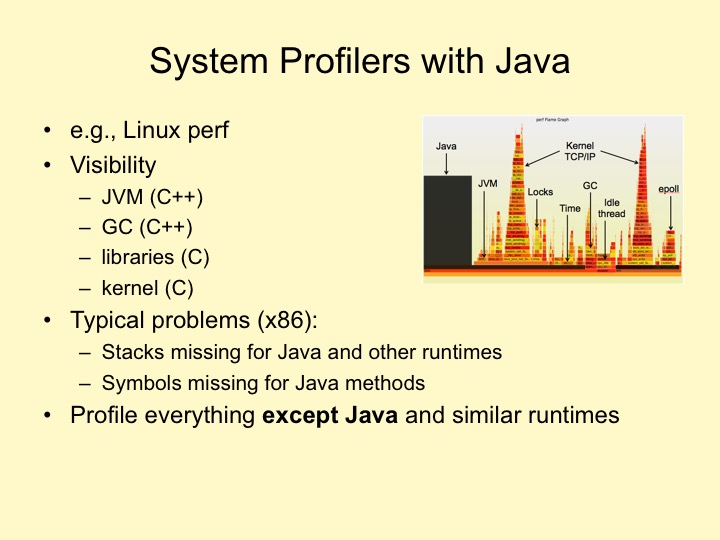 System Profilers with Java
• e.g., Linux perf
• Visibility
– JVM (C++)
– GC (C++)
– libraries (C)
– kernel (C)
• Typical problems (x86):
– Stacks missing for Java and other runtimes
– Symbols missing for Java methods
• Profile everything except Java and similar runtimes
perf Flame Graph
Java
Kernel
TCP/IP
JVM
Locks
GC
epoll
Time
Idle
thread